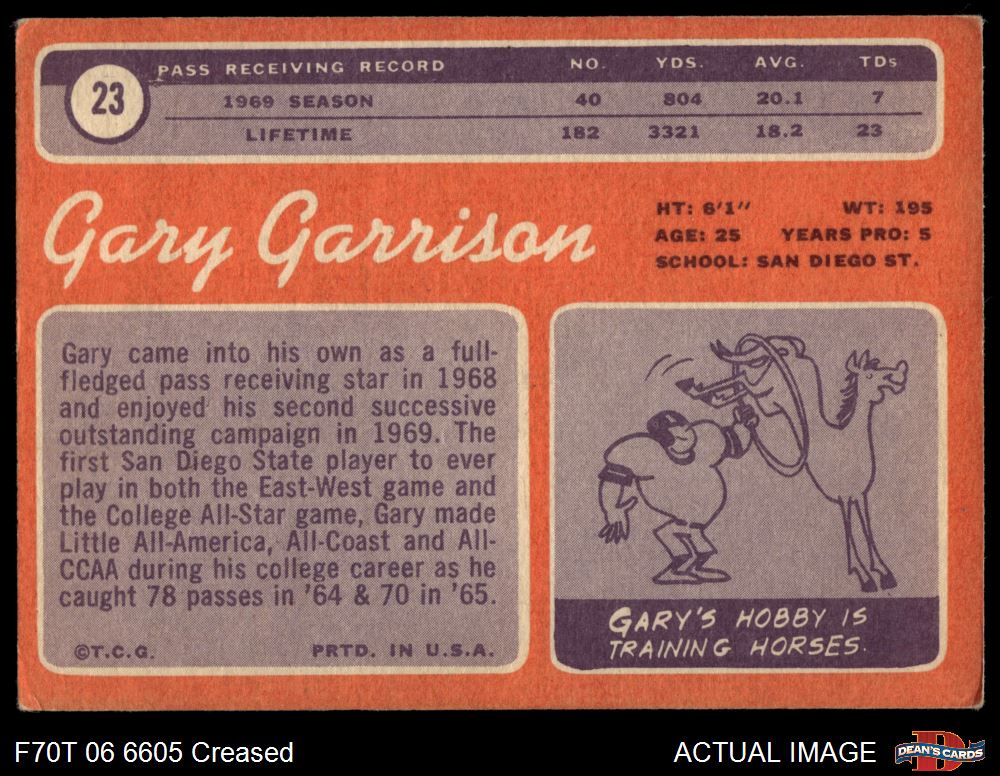 23
PASS RECEIVING RECORD NO. YDS. AVG. TDs
1969 SEASON 40 804 20.1 7
LIFETIME 182 3321 18.2 23
Gary Garrison
HT: 6'1" WT: 195
AGE: 25 YEARS PRO: 5
SCHOOL: SAN DIEGO ST.
Gary came into his own as a full-
fledged pass receiving star in 1968
and enjoyed his second successive
outstanding campaign in 1969. The
first San Diego State player to ever
play in both the East-West game and
the College All-Star game, Gary made
Little All-America, All-Coast and All-
CCAA during his college career as he
caught 78 passes in '64 & 70 in '65.
©T.C.G. PRTD. IN U.S.A.
GARY'S HOBBY IS
TRAINING HORSES.
F70T 06 6605 Creased
ACTUAL IMAGE
D
DEAN'S CARDS